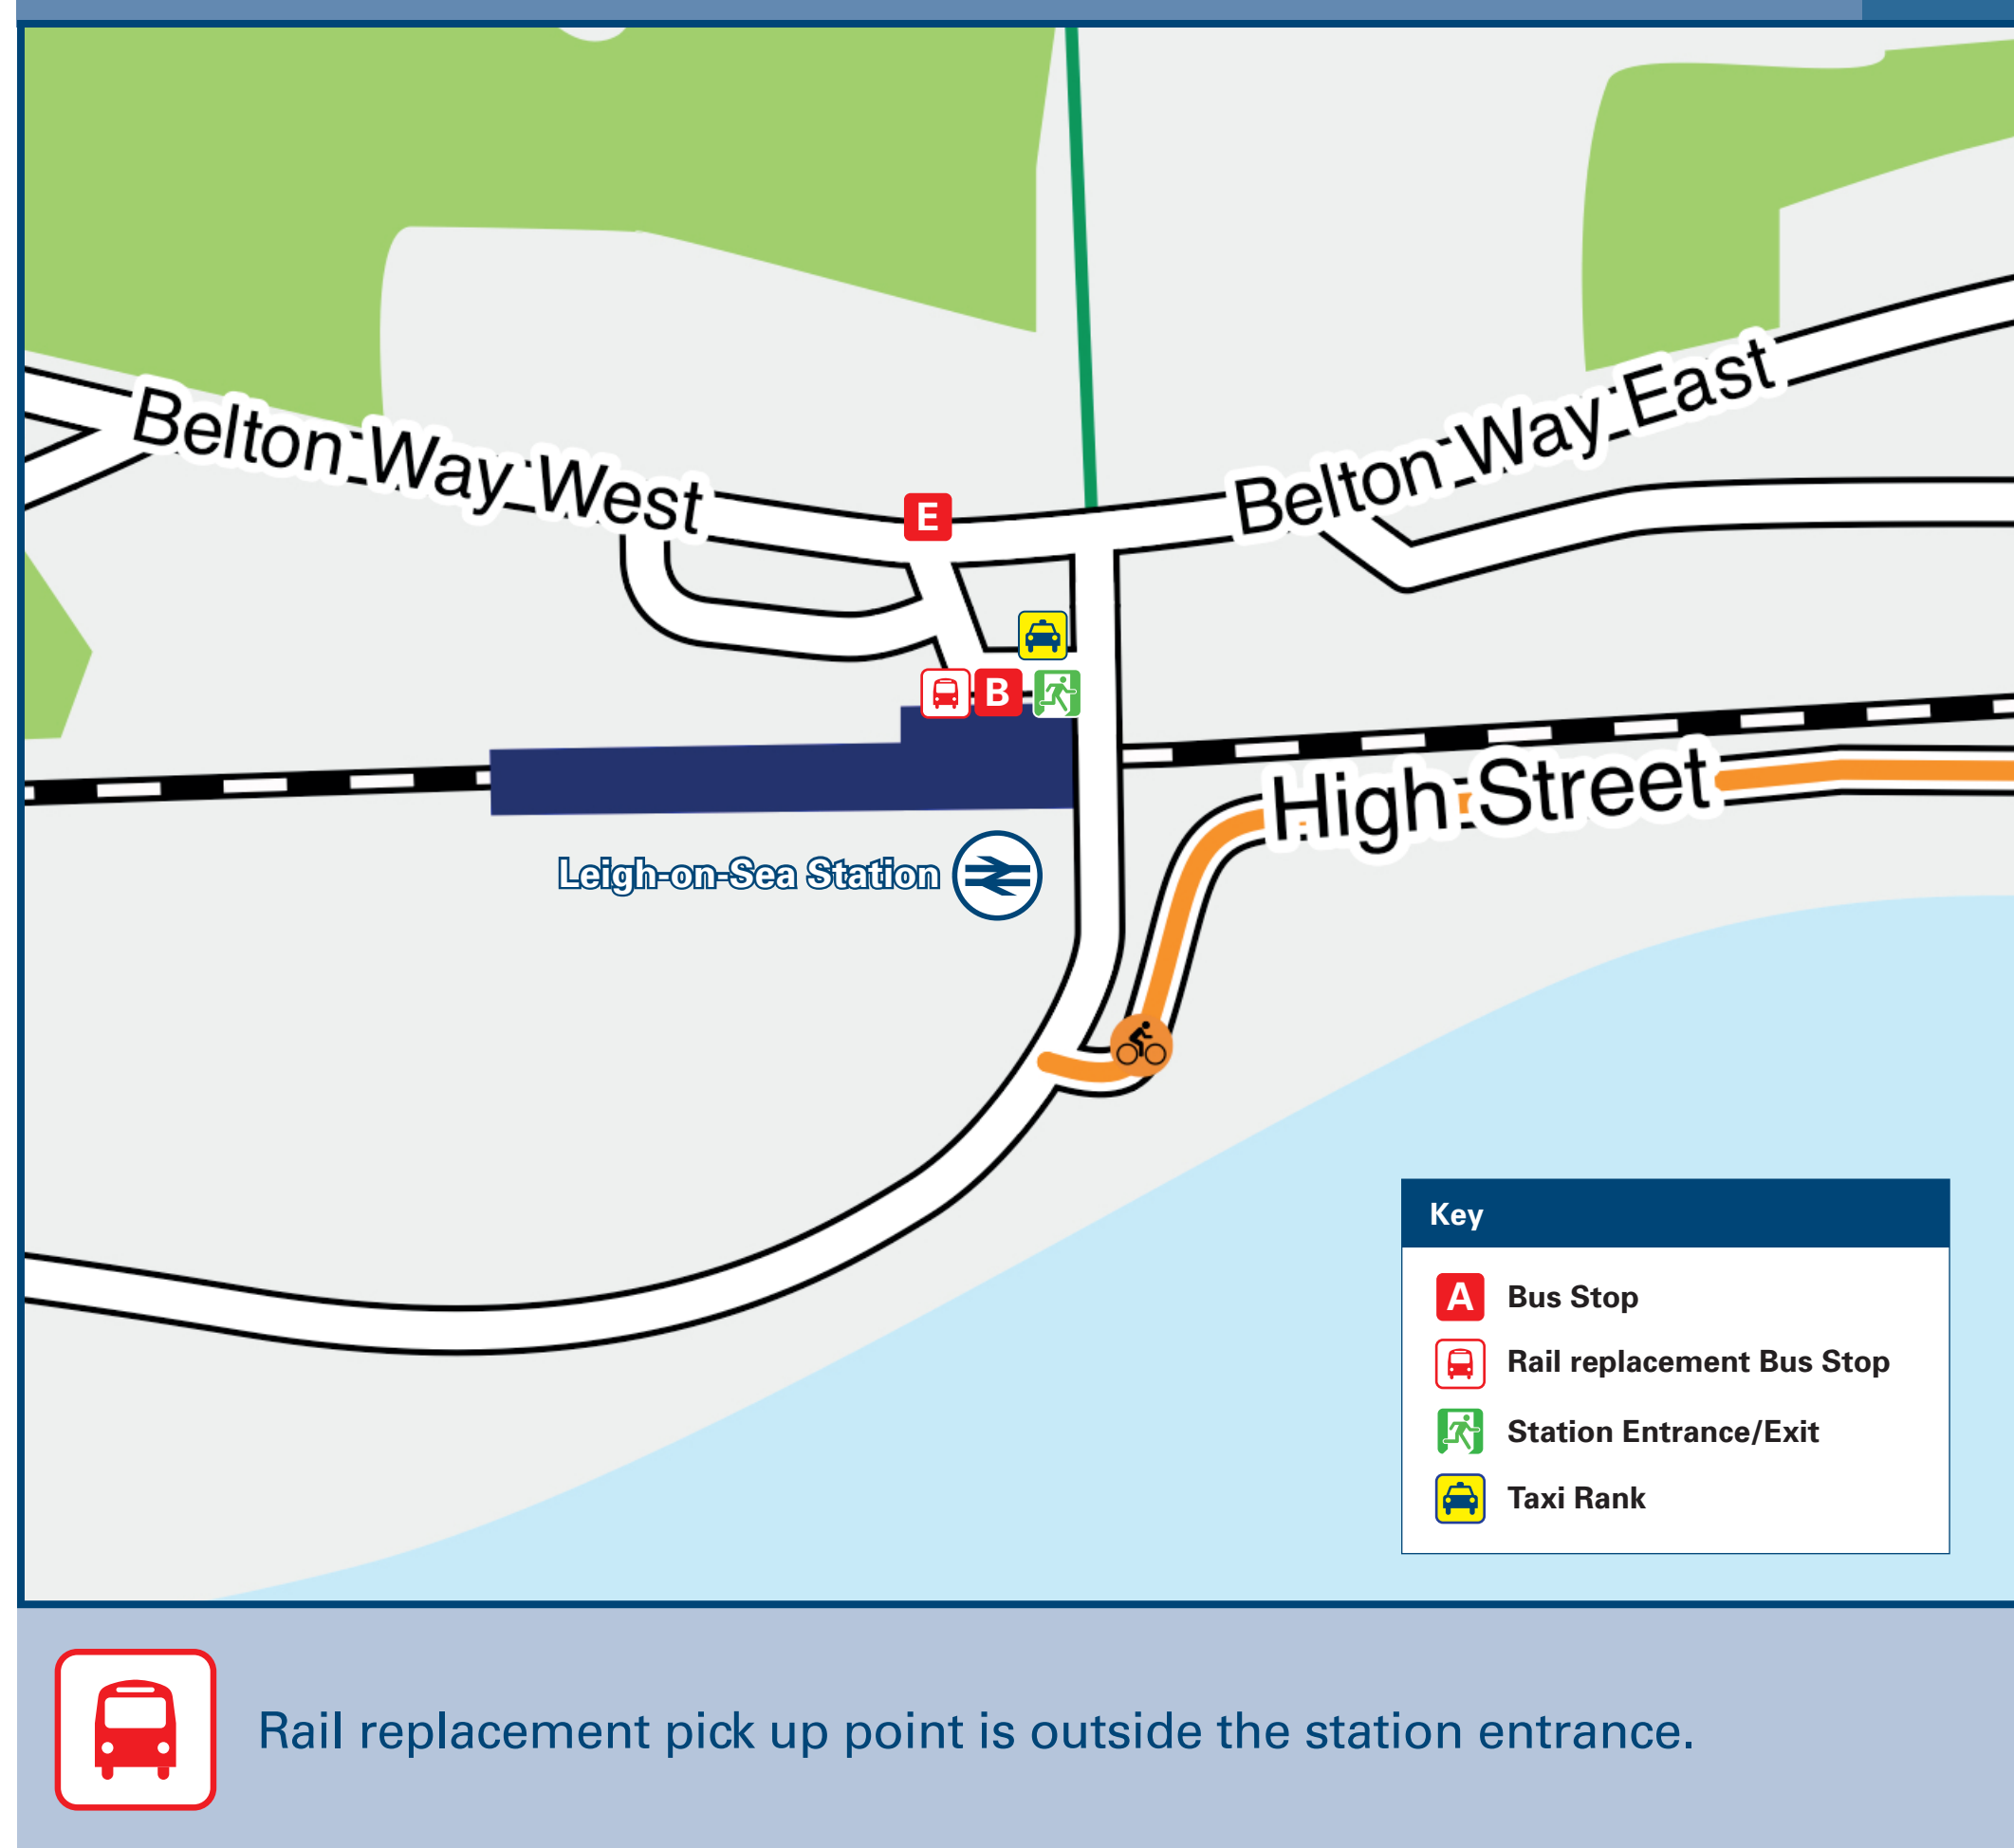 Belton Way West
Belton Way East
E
B
High Street
Leigh-on-Sea Station
Key
A Bus Stop
Rail replacement Bus Stop
Station Entrance/Exit
Taxi Rank
Rail replacement pick up point is outside the station entrance.